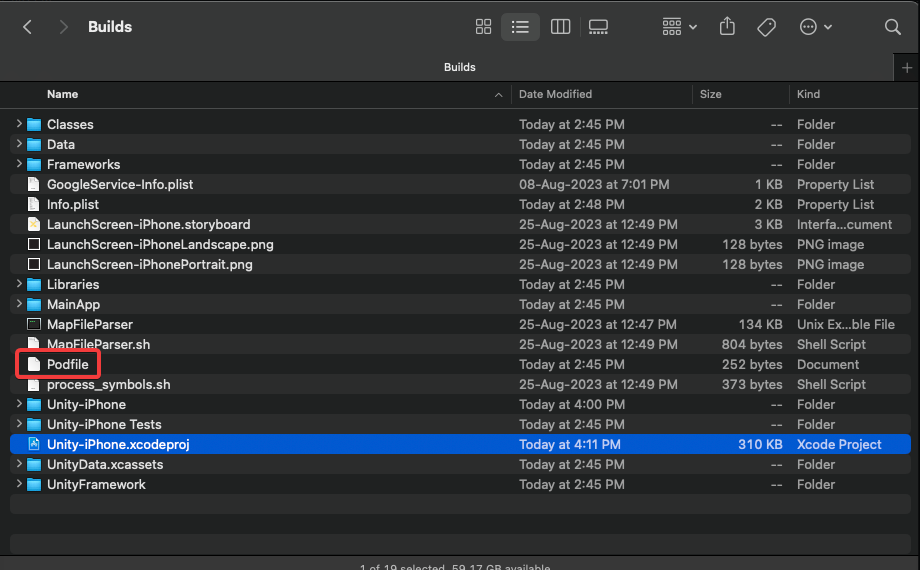 Builds
Builds
Name Date Modified Size Kind
Classes Today at 2:45 PM -- Folder
Data Today at 2:45 PM -- Folder
Frameworks Today at 2:45 PM -- Folder
GoogleService-Info.plist 08-Aug-2023 at 7:01 PM 1 KB Property List
Info.plist Today at 2:48 PM 2 KB Property List
LaunchScreen-iPhone.storyboard 25-Aug-2023 at 12:49 PM 3 KB Interfa...cument
LaunchScreen-iPhoneLandscape.png 25-Aug-2023 at 12:49 PM 128 bytes PNG image
LaunchScreen-iPhonePortrait.png 25-Aug-2023 at 12:49 PM 128 bytes PNG image
Libraries Today at 2:45 PM -- Folder
MainApp Today at 2:45 PM -- Folder
MapFileParser 25-Aug-2023 at 12:47 PM 134 KB Unix Ex...ble File
MapFileParser.sh 25-Aug-2023 at 12:49 PM 804 bytes Shell Script
Podfile Today at 2:45 PM 252 bytes Document
process_symbols.sh 25-Aug-2023 at 12:49 PM 373 bytes Shell Script
Unity-iPhone Today at 4:00 PM -- Folder
Unity-iPhone Tests Today at 2:45 PM -- Folder
Unity-iPhone.xcodeproj Today at 4:11 PM 310 KB Xcode Project
UnityData.xcassets Today at 2:45 PM -- Folder
UnityFramework Today at 2:45 PM -- Folder
1 of 19 selected, 59.17 GB available